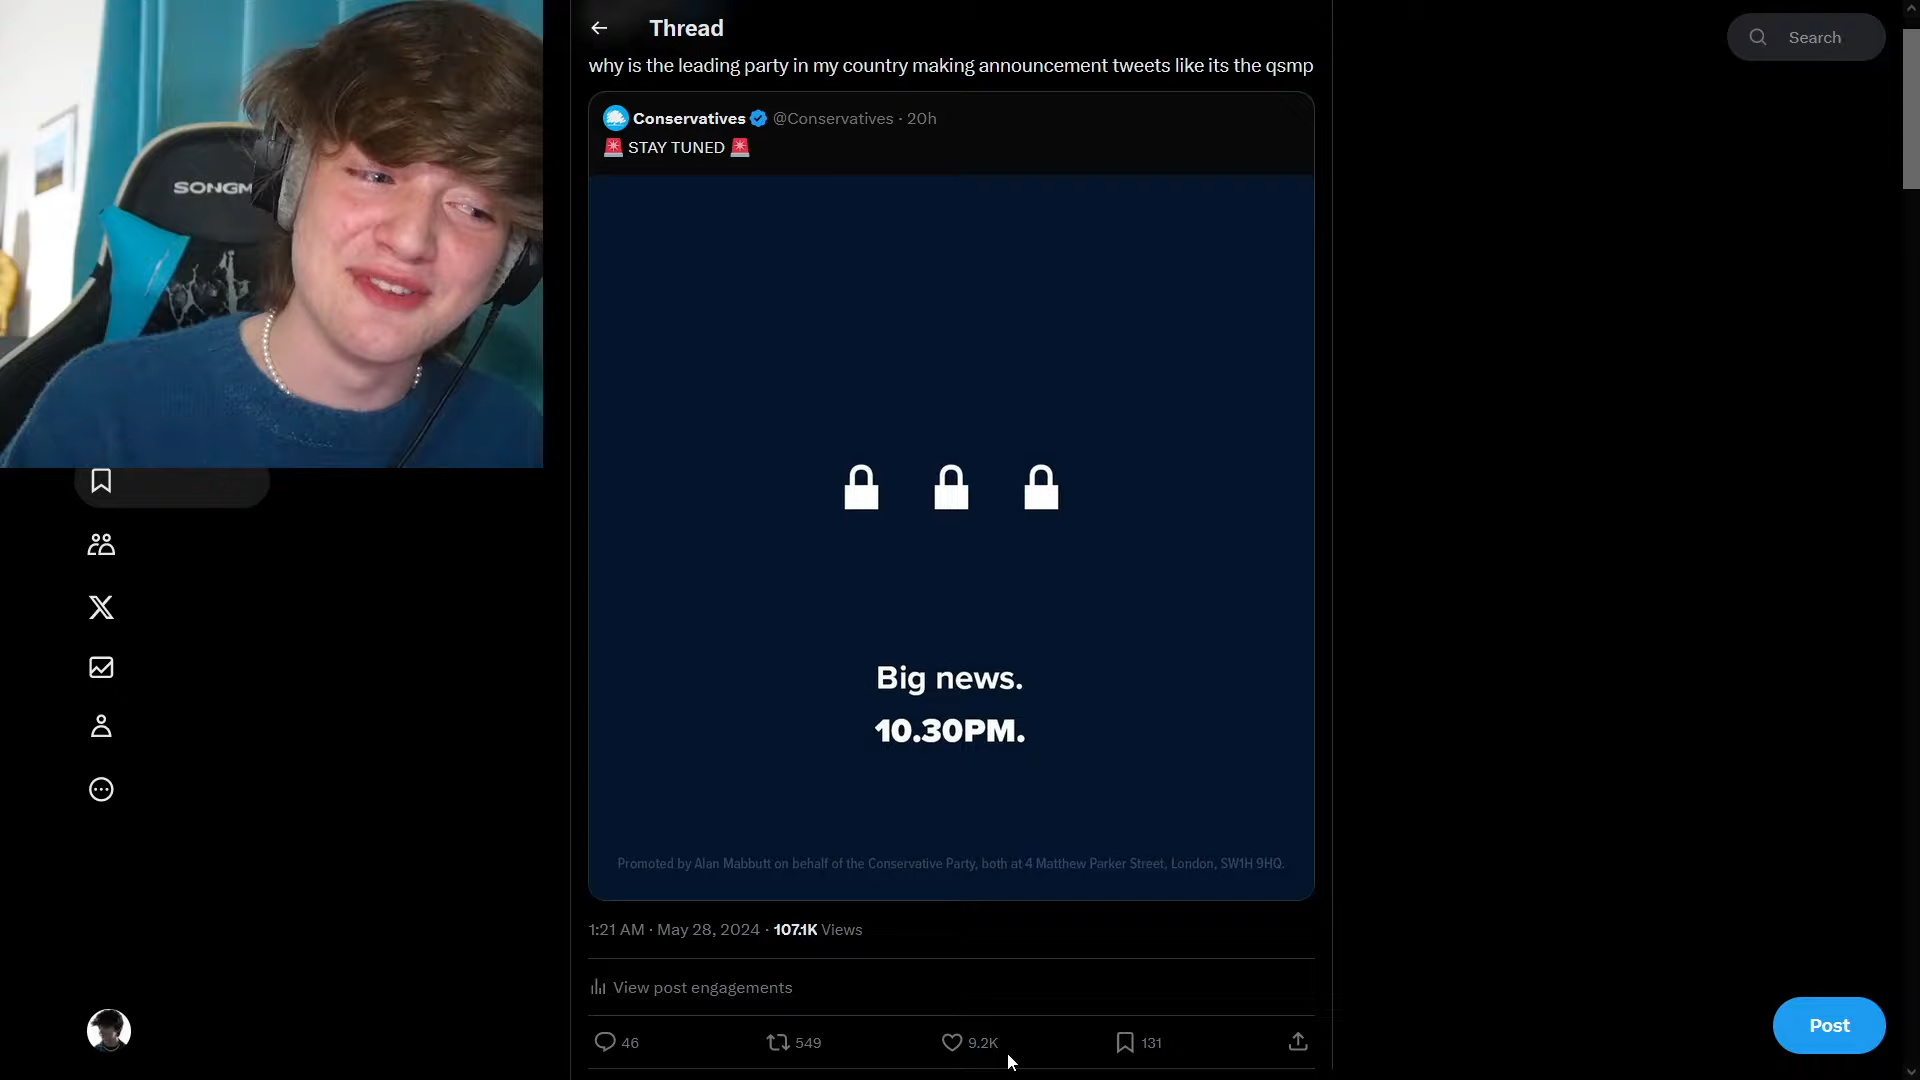 Thread
Search
why is the leading party in my country making announcement tweets like its the qsmp
Conservatives @Conservatives · 20h
🚨 STAY TUNED 🚨
SONGM
Big news.
10.30PM.
Promoted by Alan Mabbutt on behalf of the Conservative Party, both at 4 Matthew Parker Street, London, SW1H 9HQ.
1:21 AM · May 28, 2024 · 107.1K Views
View post engagements
46 549 9.2K 131
Post